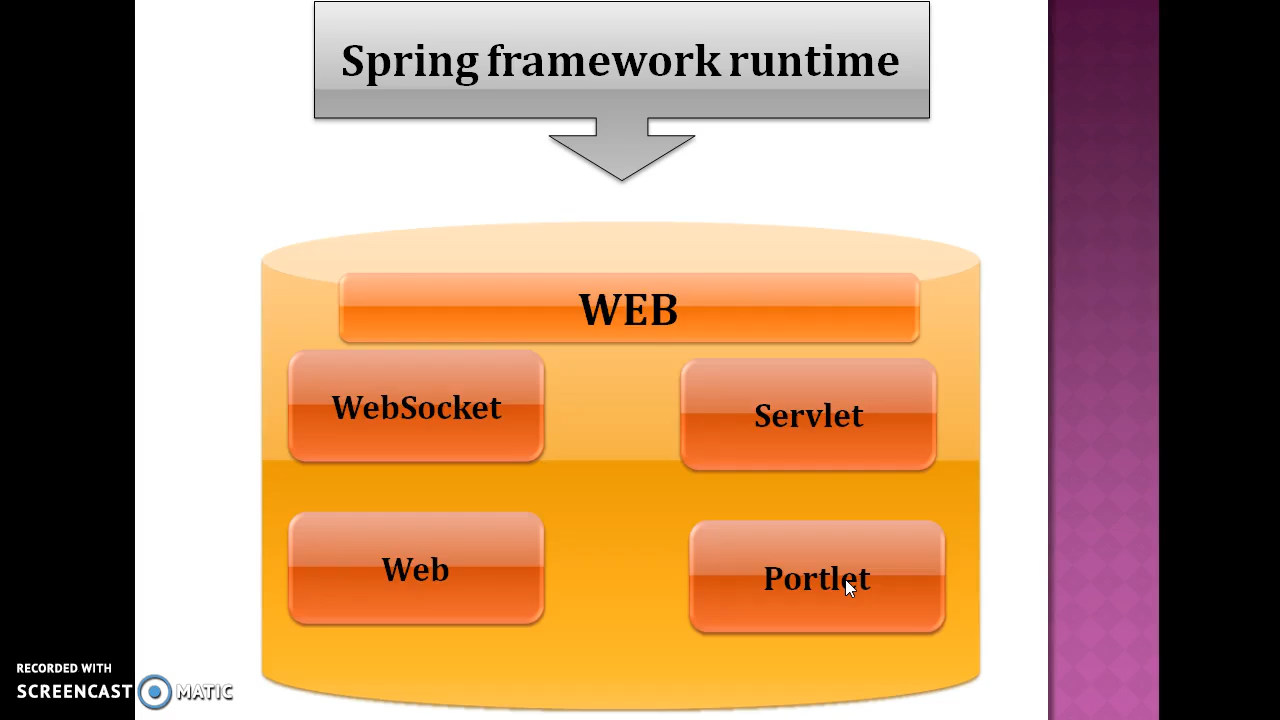 Spring framework runtime
WEB
WebSocket
Servlet
Web
Portlet
RECORDED WITH
SCREENCAST MATIC